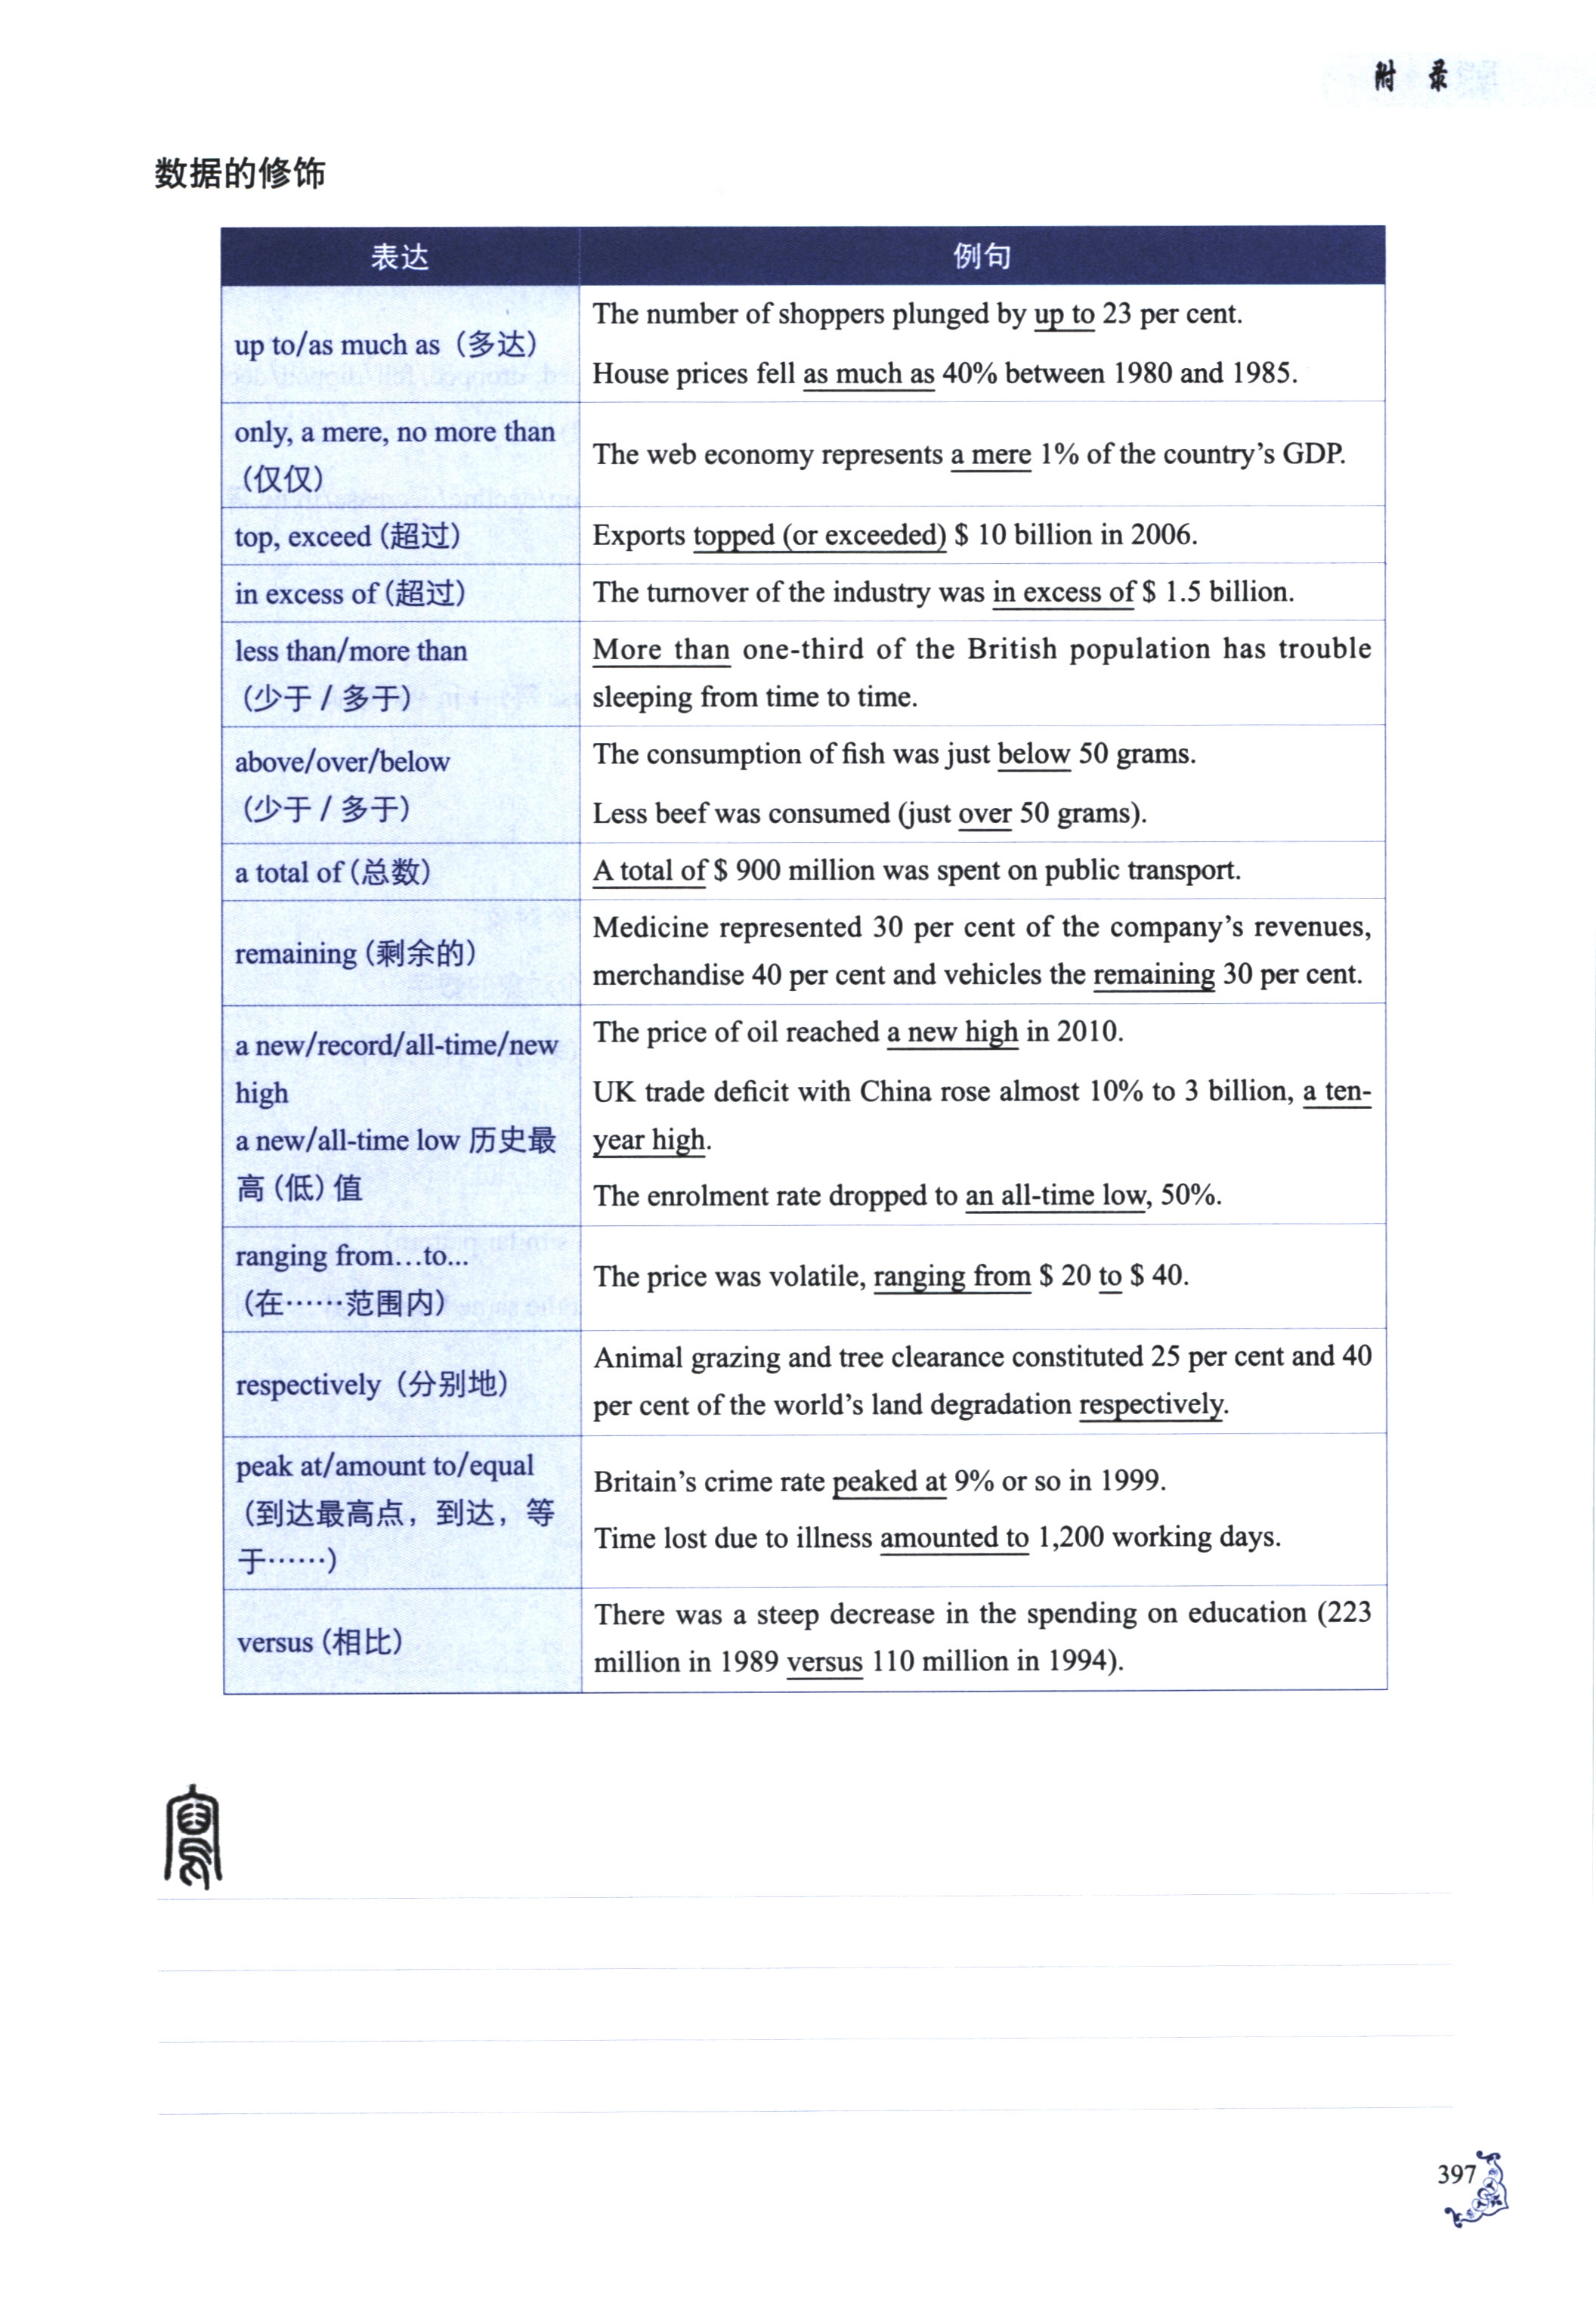 附 录
数据的修饰
表达
例句
up to/as much as（多达）
The number of shoppers plunged by up to 23 per cent.
House prices fell as much as 40% between 1980 and 1985.
only, a mere, no more than
（仅仅）
The web economy represents a mere 1% of the country's GDP.
top, exceed (超过)
Exports topped (or exceeded) $ 10 billion in 2006.
in excess of (超过)
The turnover of the industry was in excess of $ 1.5 billion.
less than/more than
（少于 / 多于）
More than one-third of the British population has trouble
sleeping from time to time.
above/over/below
（少于 / 多于）
The consumption of fish was just below 50 grams.
Less beef was consumed (just over 50 grams).
a total of (总数)
A total of $ 900 million was spent on public transport.
remaining (剩余的)
Medicine represented 30 per cent of the company's revenues,
merchandise 40 per cent and vehicles the remaining 30 per cent.
a new/record/all-time/new
high
a new/all-time low 历史最
高 (低) 值
The price of oil reached a new high in 2010.
UK trade deficit with China rose almost 10% to 3 billion, a ten-
year high.
The enrolment rate dropped to an all-time low, 50%.
ranging from…to...
（在……范围内）
The price was volatile, ranging from $ 20 to $ 40.
respectively（分别地）
Animal grazing and tree clearance constituted 25 per cent and 40
per cent of the world's land degradation respectively.
peak at/amount to/equal
（到达最高点，到达，等
于……）
Britain's crime rate peaked at 9% or so in 1999.
Time lost due to illness amounted to 1,200 working days.
versus (相比)
There was a steep decrease in the spending on education (223
million in 1989 versus 110 million in 1994).
397